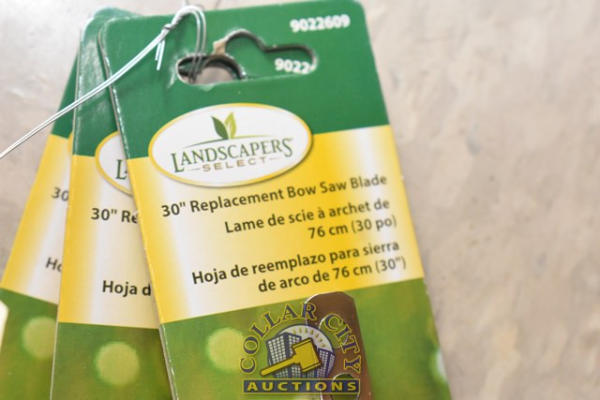 9022609
9022
LANDSCAPERS
SELECT
30" Replacement Bow Saw Blade
Lame de scie à archet de
76 cm (30 po)
Hoja de reemplazo para sierra
de arco de 76 cm (30")
30" Re
Hoja d
Ho
COLLAR CITY
AUCTIONS